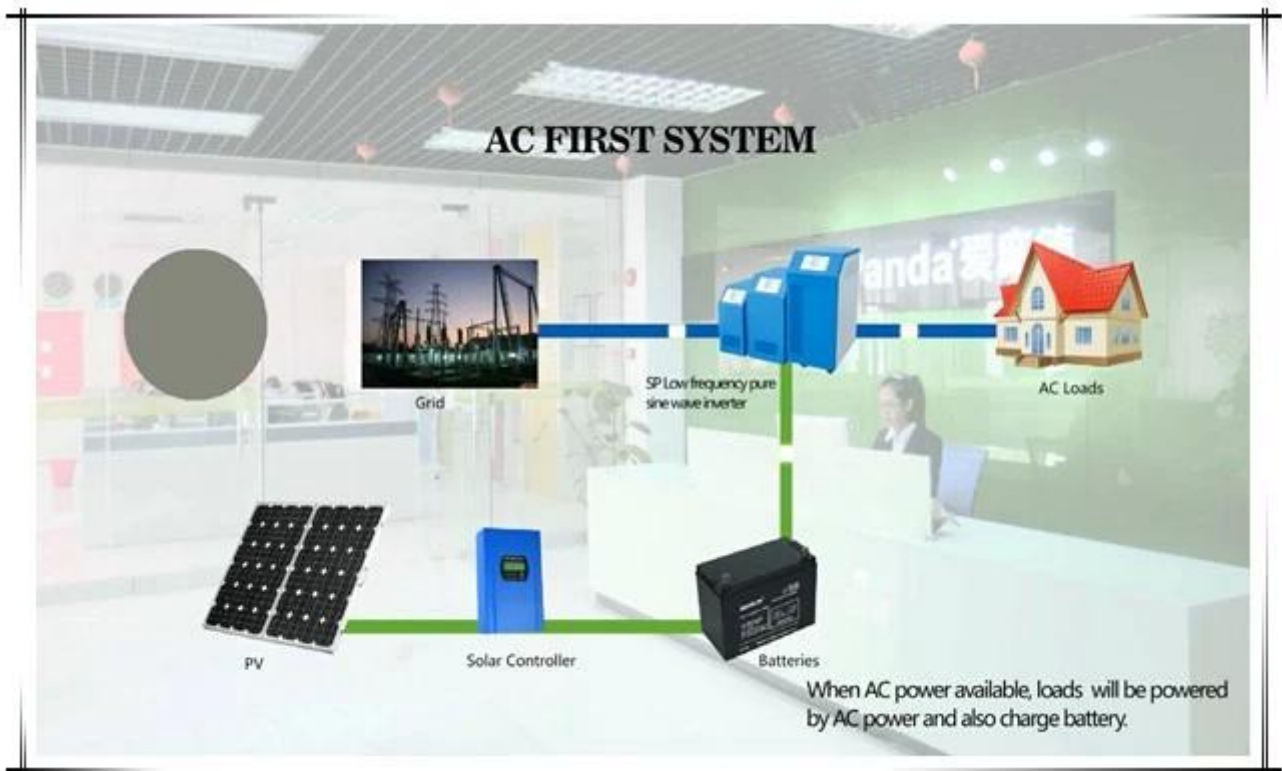 AC FIRST SYSTEM
Grid
SP Low frequency pure
sine wave inverter
AC Loads
PV
Solar Controller
Batteries
When AC power available, loads will be powered
by AC power and also charge battery.